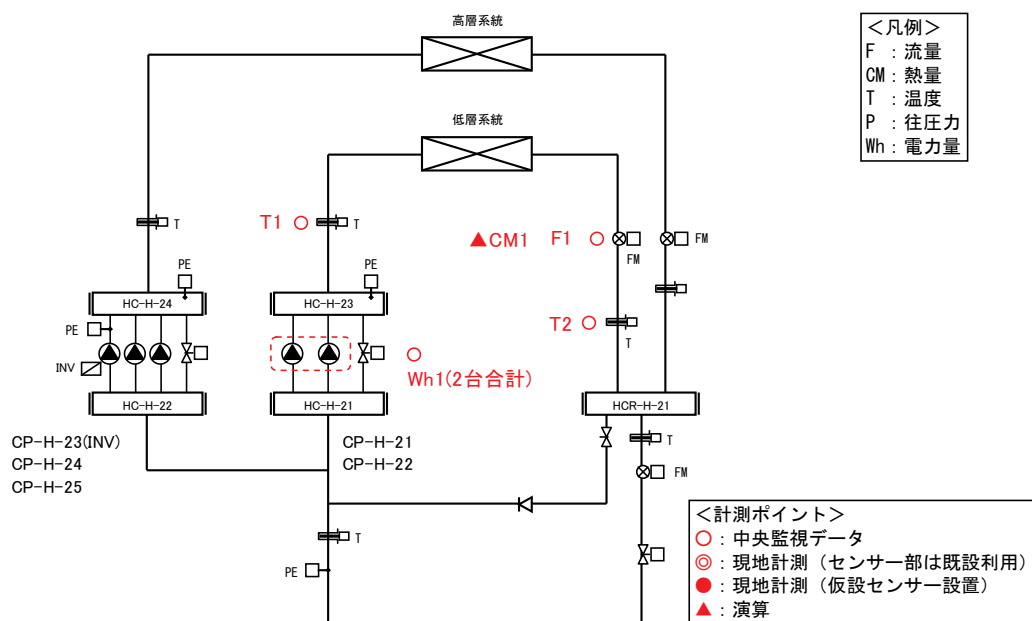 高層系統
＜凡例＞
F : 流量
CM : 熱量
T : 温度
P : 往圧力
Wh : 電力量
低層系統
T
T1
T
▲CM1
F1
FM
FM
PE
PE
HC-H-24
HC-H-23
T2
T
PE
INV
Wh1(2台合計)
HC-H-22
HC-H-21
HCR-H-21
CP-H-23(INV)
CP-H-24
CP-H-25
CP-H-21
CP-H-22
T
FM
T
PE
＜計測ポイント＞
○ : 中央監視データ
◎ : 現地計測（センサー部は既設利用）
● : 現地計測（仮設センサー設置）
▲ : 演算